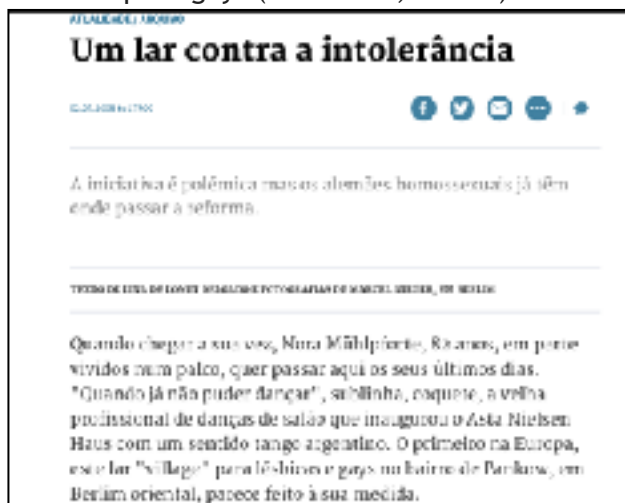 ATUALIDADE / ARQUIVO
Um lar contra a intolerância
A iniciativa é polémica mas os alemães homossexuais já têm
onde passar a reforma.
Quando chegar a sua vez, Nora Mühlpforte, 82 anos, em parte
vividos num palco, quer passar aqui os seus últimos dias.
"Quando já não puder dançar", sublinha, coquete, a velha
profissional de danças de salão que inaugurou o Asta Nielsen
Haus com um sentido tango argentino. O primeiro na Europa,
este lar "village" para lésbicas e gays no bairro de Pankow, em
Berlim oriental, parece feito à sua medida.